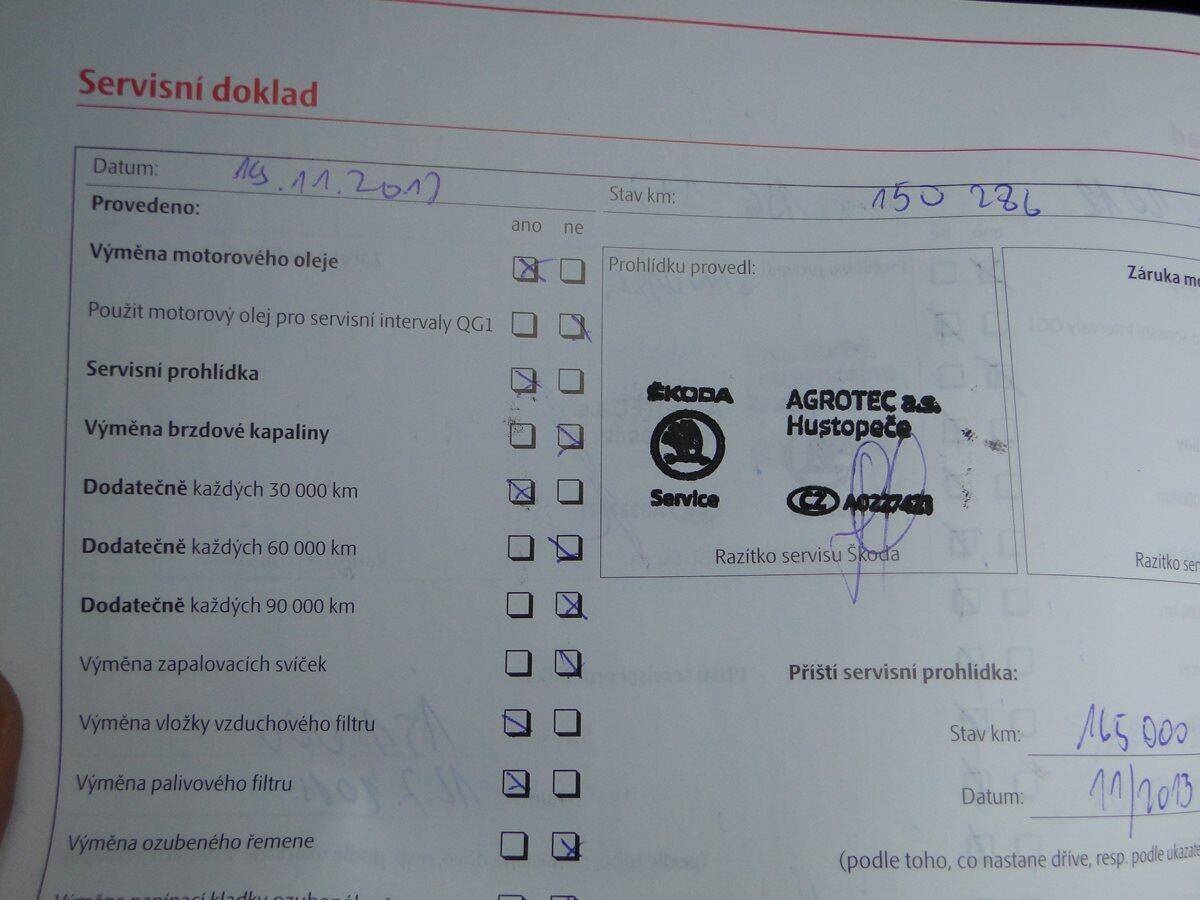 Servisní doklad
Datum: 19.11.2012
Stav km: 150 286
Provedeno:
ano ne
Výměna motorového oleje
Použit motorový olej pro servisní intervaly QG1
Servisní prohlídka
Výměna brzdové kapaliny
Dodatečně každých 30 000 km
Dodatečně každých 60 000 km
Dodatečně každých 90 000 km
Výměna zapalovacích svíček
Výměna vložky vzduchového filtru
Výměna palivového filtru
Výměna ozubeného řemene
Prohlídku provedl:
ŠKODA
Service
AGROTEC a.s.
Hustopeče
CZ A0227423
Razítko servisu Škoda
Záruka
Razítko
Příští servisní prohlídka:
Stav km: 165 000
Datum: 11/2013
(podle toho, co nastane dříve, resp. podle